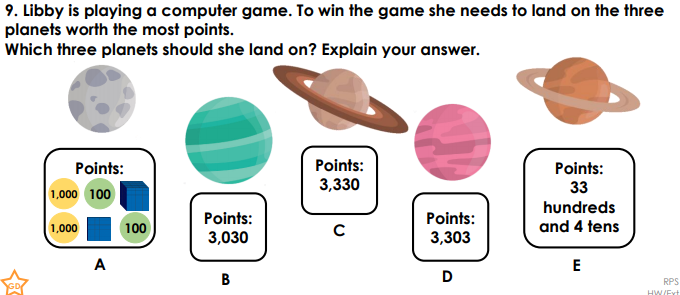 9. Libby is playing a computer game. To win the game she needs to land on the three
planets worth the most points.
Which three planets should she land on? Explain your answer.
Points:
1,000 100
1,000 100
A
Points:
3,030
B
Points:
3,330
C
Points:
3,303
D
Points:
33
hundreds
and 4 tens
E
GD
RPS